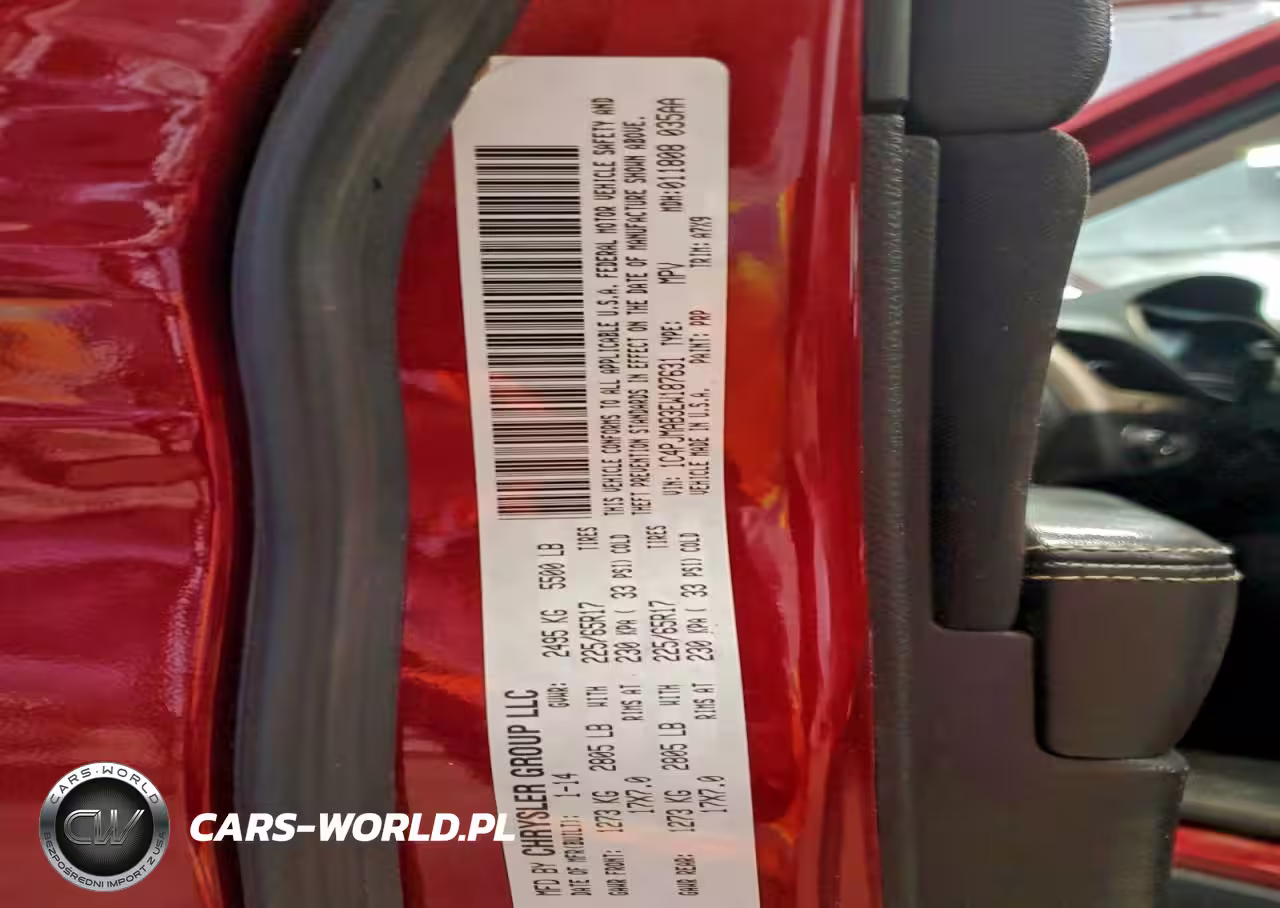 MFD BY CHRYSLER GROUP LLC
DATE OF MFR(BUILT): 1-14 GVWR: 2495 KG 5500 LB
GAWR FRONT: 1273 KG 2805 LB WITH 225/65R17 TIRES
17X7.0 RIMS AT 230 KPA ( 33 PSI) COLD
GAWR REAR: 1273 KG 2805 LB WITH 225/65R17 TIRES
17X7.0 RIMS AT 230 KPA ( 33 PSI) COLD
THIS VEHICLE CONFORMS TO ALL APPLICABLE U.S.A. FEDERAL MOTOR VEHICLE SAFETY AND
THEFT PREVENTION STANDARDS IN EFFECT ON THE DATE OF MANUFACTURE SHOWN ABOVE.
VIN: 1C4PJMAB3EW187631 TYPE: MPV MDH:011808 035AA
VEHICLE MADE IN U.S.A. PAINT: PRP TRIM: A7X9
CARS-WORLD
CW
BEZPOŚREDNI IMPORT Z USA
CARS-WORLD.PL